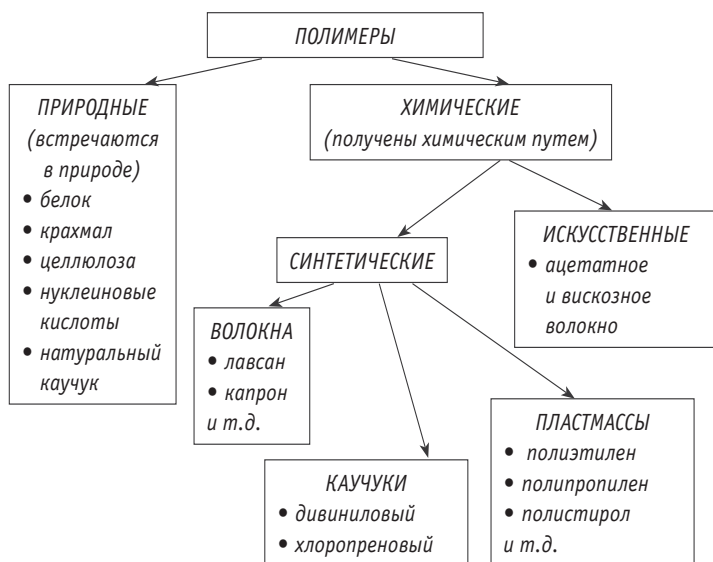 ПОЛИМЕРЫ
ПРИРОДНЫЕ
(встречаются
в природе)
• белок
• крахмал
• целлюлоза
• нуклеиновые
кислоты
• натуральный
каучук
ХИМИЧЕСКИЕ
(получены химическим путем)
СИНТЕТИЧЕСКИЕ
ИСКУССТВЕННЫЕ
• ацетатное
и вискозное
волокно
ВОЛОКНА
• лавсан
• капрон
и т.д.
КАУЧУКИ
• дивиниловый
• хлоропреновый
ПЛАСТМАССЫ
• полиэтилен
• полипропилен
• полистирол
и т.д.